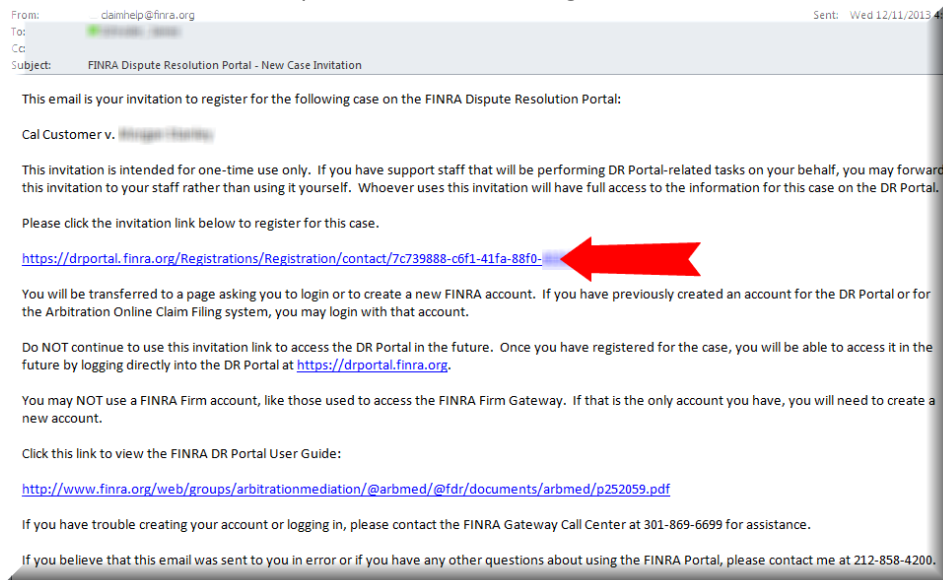 From: claimhelp@finra.org Sent: Wed 12/11/2013
To:
Cc
Subject: FINRA Dispute Resolution Portal - New Case Invitation
This email is your invitation to register for the following case on the FINRA Dispute Resolution Portal:
Cal Customer v.
This invitation is intended for one-time use only. If you have support staff that will be performing DR Portal-related tasks on your behalf, you may forward
this invitation to your staff rather than using it yourself. Whoever uses this invitation will have full access to the information for this case on the DR Portal.
Please click the invitation link below to register for this case.
https://drportal.finra.org/Registrations/Registration/contact/7c739888-c6f1-41fa-88f0-
You will be transferred to a page asking you to login or to create a new FINRA account. If you have previously created an account for the DR Portal or for
the Arbitration Online Claim Filing system, you may login with that account.
Do NOT continue to use this invitation link to access the DR Portal in the future. Once you have registered for the case, you will be able to access it in the
future by logging directly into the DR Portal at https://drportal.finra.org.
You may NOT use a FINRA Firm account, like those used to access the FINRA Firm Gateway. If that is the only account you have, you will need to create a
new account.
Click this link to view the FINRA DR Portal User Guide:
http://www.finra.org/web/groups/arbitrationmediation/@arbmed/@fdr/documents/arbmed/p252059.pdf
If you have trouble creating your account or logging in, please contact the FINRA Gateway Call Center at 301-869-6699 for assistance.
If you believe that this email was sent to you in error or if you have any other questions about using the FINRA Portal, please contact me at 212-858-4200.